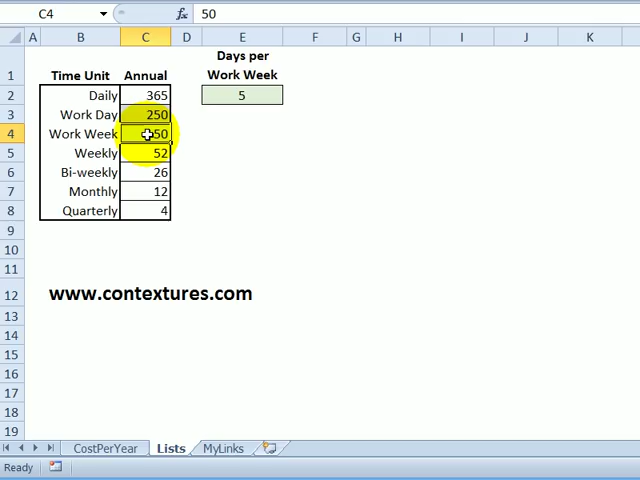 C4 fx 50
A B C D E F G H I J K
Days per
1 Time Unit Annual Work Week
2 Daily 365 5
3 Work Day 250
4 Work Week 50
5 Weekly 52
6 Bi-weekly 26
7 Monthly 12
8 Quarterly 4
9
10
11
12 www.contextures.com
13
14
15
16
17
18
19
CostPerYear Lists MyLinks
Ready